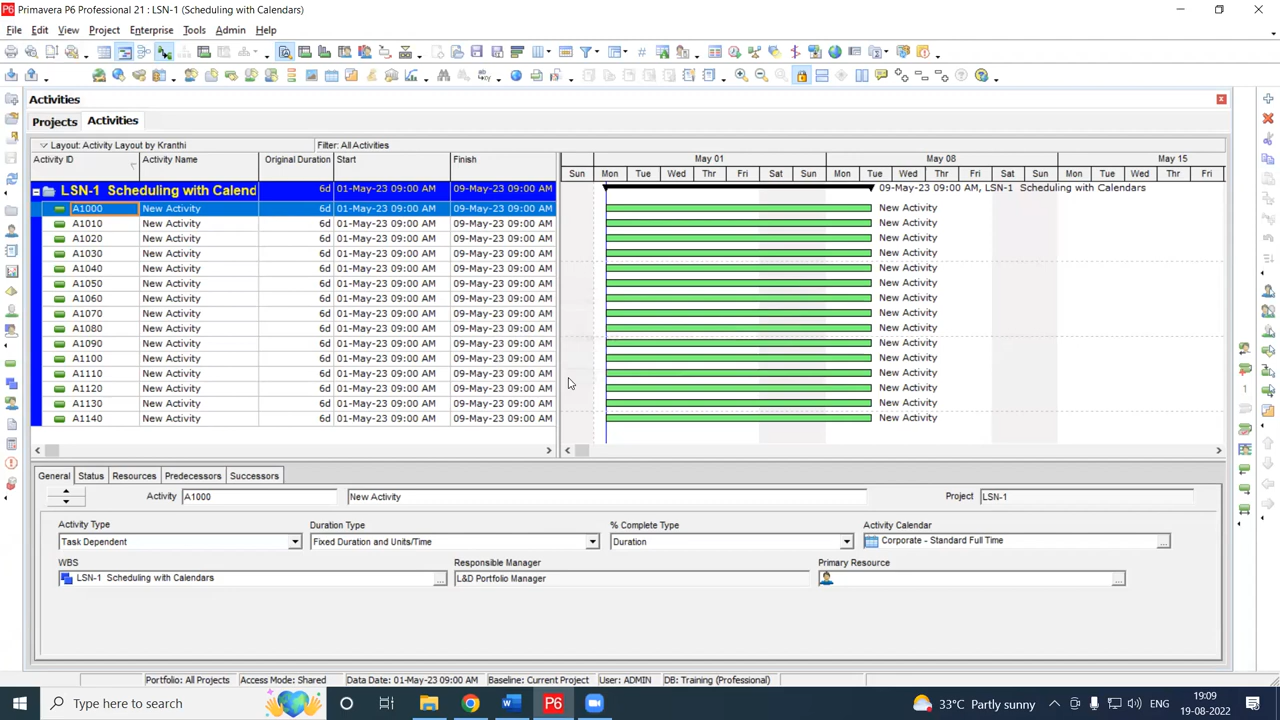 Primavera P6 Professional 21 : LSN-1 (Scheduling with Calendars)
File Edit View Project Enterprise Tools Admin Help
Activities
Projects Activities
Layout: Activity Layout by Kranthi Filter: All Activities
Activity ID Activity Name Original Duration Start Finish May 01 May 08 May 15
Sun Mon Tue Wed Thr Fri Sat Sun Mon Tue Wed Thr Fri Sat Sun Mon Tue Wed Thr Fri
LSN-1 Scheduling with Calend 6d 01-May-23 09:00 AM 09-May-23 09:00 AM 09-May-23 09:00 AM, LSN-1 Scheduling with Calendars
A1000 New Activity 6d 01-May-23 09:00 AM 09-May-23 09:00 AM New Activity
A1010 New Activity 6d 01-May-23 09:00 AM 09-May-23 09:00 AM New Activity
A1020 New Activity 6d 01-May-23 09:00 AM 09-May-23 09:00 AM New Activity
A1030 New Activity 6d 01-May-23 09:00 AM 09-May-23 09:00 AM New Activity
A1040 New Activity 6d 01-May-23 09:00 AM 09-May-23 09:00 AM New Activity
A1050 New Activity 6d 01-May-23 09:00 AM 09-May-23 09:00 AM New Activity
A1060 New Activity 6d 01-May-23 09:00 AM 09-May-23 09:00 AM New Activity
A1070 New Activity 6d 01-May-23 09:00 AM 09-May-23 09:00 AM New Activity
A1080 New Activity 6d 01-May-23 09:00 AM 09-May-23 09:00 AM New Activity
A1090 New Activity 6d 01-May-23 09:00 AM 09-May-23 09:00 AM New Activity
A1100 New Activity 6d 01-May-23 09:00 AM 09-May-23 09:00 AM New Activity
A1110 New Activity 6d 01-May-23 09:00 AM 09-May-23 09:00 AM New Activity
A1120 New Activity 6d 01-May-23 09:00 AM 09-May-23 09:00 AM New Activity
A1130 New Activity 6d 01-May-23 09:00 AM 09-May-23 09:00 AM New Activity
A1140 New Activity 6d 01-May-23 09:00 AM 09-May-23 09:00 AM New Activity
General Status Resources Predecessors Successors
Activity A1000 New Activity Project LSN-1
Activity Type Duration Type % Complete Type Activity Calendar
Task Dependent Fixed Duration and Units/Time Duration Corporate - Standard Full Time
WBS Responsible Manager Primary Resource
LSN-1 Scheduling with Calendars L&D Portfolio Manager
Portfolio: All Projects Access Mode: Shared Data Date: 01-May-23 09:00 AM Baseline: Current Project User: ADMIN DB: Training (Professional)
Type here to search 33°C Partly sunny ENG 19:09
19-08-2022